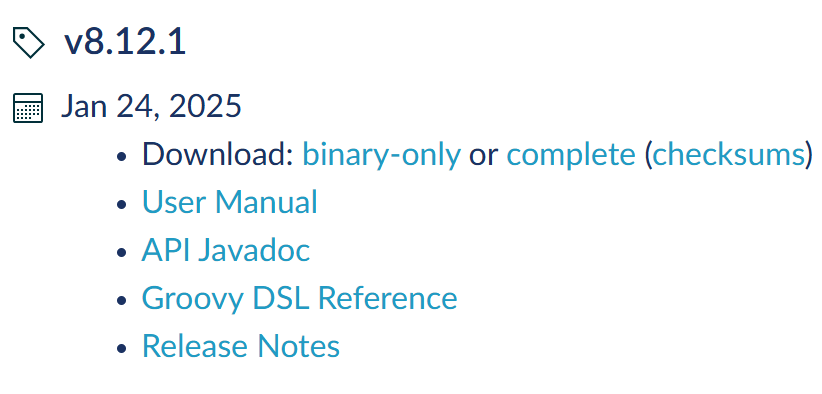 v8.12.1
Jan 24, 2025
• Download: binary-only or complete (checksums)
• User Manual
• API Javadoc
• Groovy DSL Reference
• Release Notes